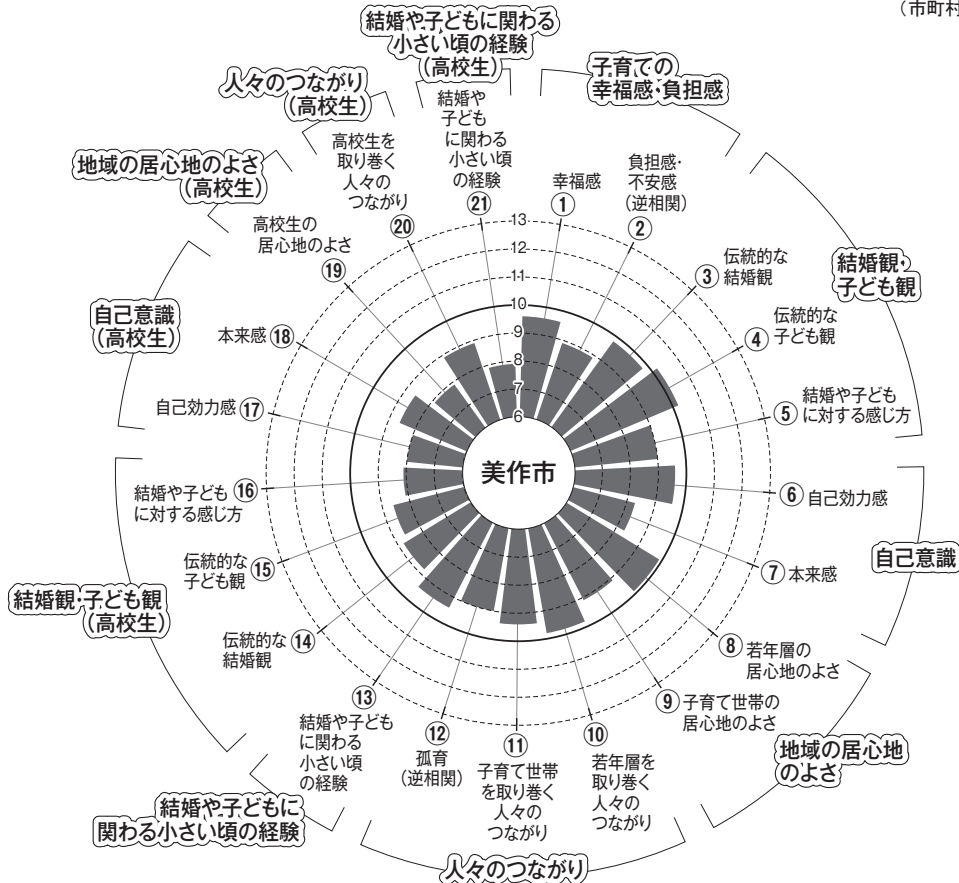 （市町村
結婚や子どもに関わる
小さい頃の経験
（高校生）
子育ての
幸福感・負担感
人々のつながり
（高校生）
地域の居心地のよさ
（高校生）
自己意識
（高校生）
結婚観・
子ども観
自己意識
地域の居心地
のよさ
人々のつながり
結婚や子どもに
関わる小さい頃の経験
結婚観・子ども観
（高校生）
① 幸福感
② 負担感・
不安感
（逆相関）
③ 伝統的な
結婚観
④ 伝統的な
子ども観
⑤ 結婚や子ども
に対する感じ方
⑥ 自己効力感
⑦ 本来感
⑧ 若年層の
居心地のよさ
⑨ 子育て世帯の
居心地のよさ
⑩
若年層を
取り巻く
人々の
つながり
⑪
子育て世帯
を取り巻く
人々の
つながり
⑫
孤育
（逆相関）
⑬
結婚や子ども
に関わる
小さい頃
の経験
伝統的な ⑭
結婚観
伝統的な ⑮
子ども観
結婚や子ども ⑯
に対する感じ方
自己効力感 ⑰
本来感 ⑱
高校生の
居心地のよさ
⑲
高校生を
取り巻く
人々の
つながり
⑳
結婚や
子ども
に関わる
小さい頃
の経験
㉑
13
12
11
10
9
8
7
6
美作市